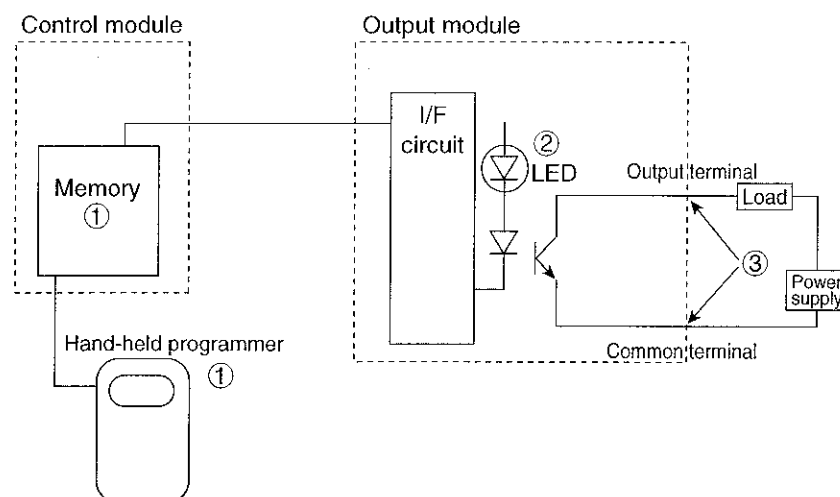 Control module
Output module
I/F
circuit
②
LED
Output terminal
Load
Memory
①
③
Power
supply
Hand-held programmer
①
Common terminal